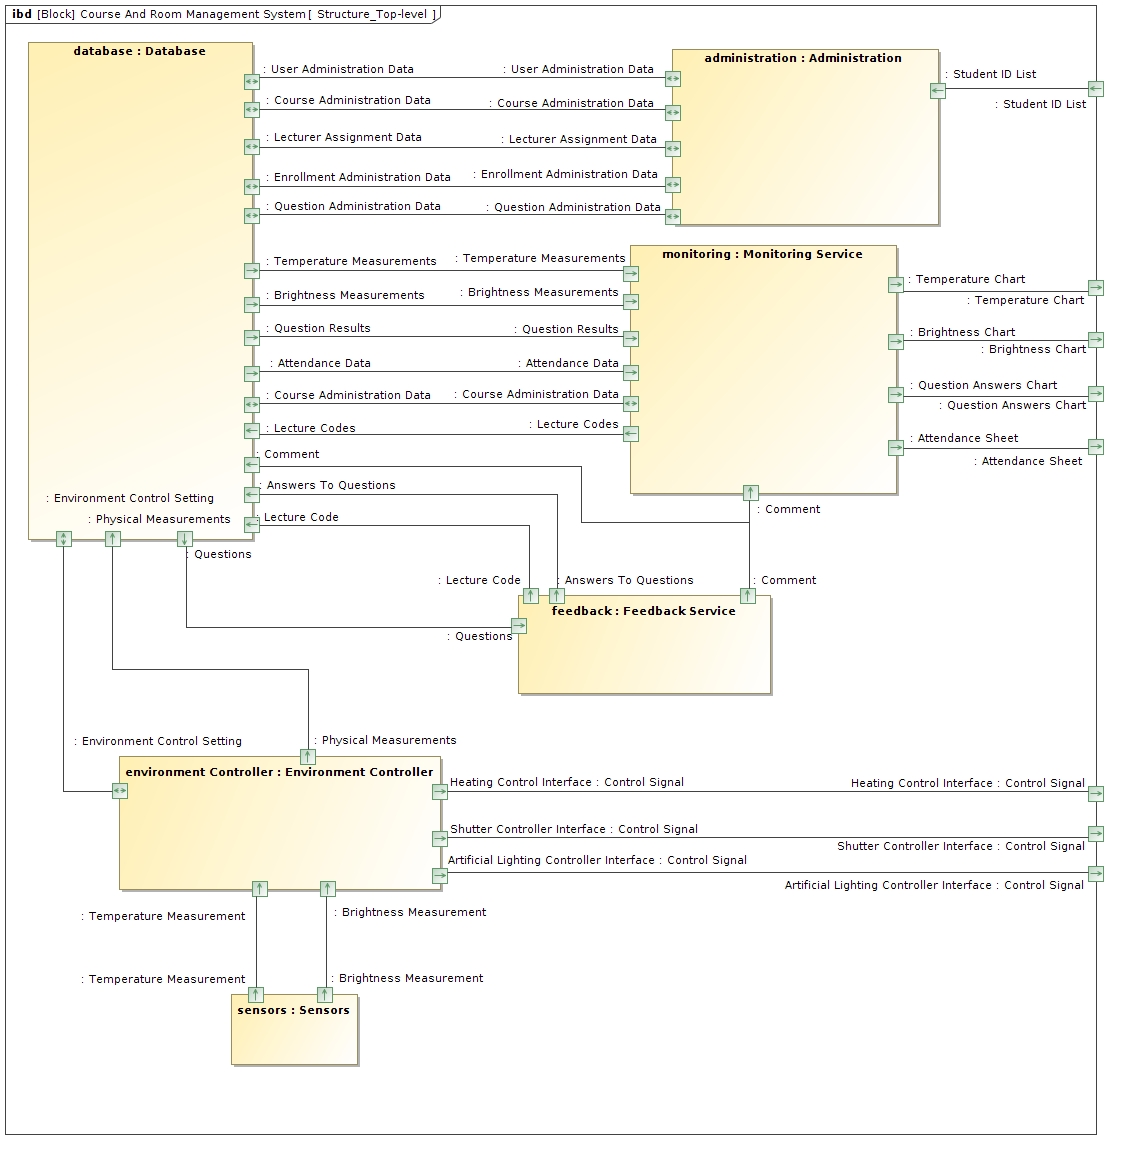 ibd [Block] Course And Room Management System[ Structure_Top-level ]
database : Database
administration : Administration
: User Administration Data
: User Administration Data
: Student ID List
: Course Administration Data
: Course Administration Data
: Student ID List
: Lecturer Assignment Data
: Lecturer Assignment Data
: Enrollment Administration Data
: Enrollment Administration Data
: Question Administration Data
: Question Administration Data
monitoring : Monitoring Service
: Temperature Measurements
: Temperature Measurements
: Temperature Chart
: Temperature Chart
: Brightness Measurements
: Brightness Measurements
: Question Results
: Question Results
: Brightness Chart
: Brightness Chart
: Attendance Data
: Attendance Data
: Question Answers Chart
: Question Answers Chart
: Course Administration Data
: Course Administration Data
: Lecture Codes
: Lecture Codes
: Attendance Sheet
: Attendance Sheet
: Comment
: Answers To Questions
: Environment Control Setting
: Comment
: Physical Measurements
: Lecture Code
: Questions
: Lecture Code
: Answers To Questions
: Comment
feedback : Feedback Service
: Questions
: Environment Control Setting
: Physical Measurements
environment Controller : Environment Controller
Heating Control Interface : Control Signal
Heating Control Interface : Control Signal
Shutter Controller Interface : Control Signal
Shutter Controller Interface : Control Signal
Artificial Lighting Controller Interface : Control Signal
Artificial Lighting Controller Interface : Control Signal
: Temperature Measurement
: Brightness Measurement
: Temperature Measurement
: Brightness Measurement
sensors : Sensors